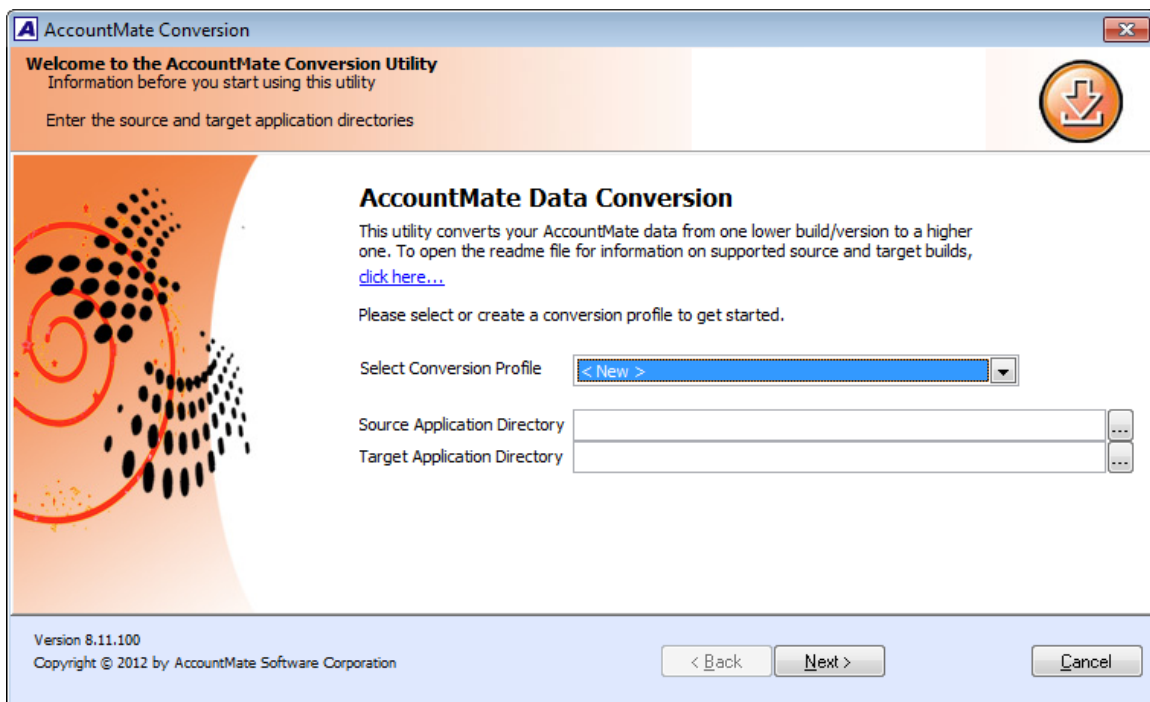 A AccountMate Conversion
Welcome to the AccountMate Conversion Utility
Information before you start using this utility
Enter the source and target application directories
AccountMate Data Conversion
This utility converts your AccountMate data from one lower build/version to a higher
one. To open the readme file for information on supported source and target builds,
click here...
Please select or create a conversion profile to get started.
Select Conversion Profile < New >
Source Application Directory ...
Target Application Directory ...
Version 8.11.100
Copyright © 2012 by AccountMate Software Corporation
< Back Next > Cancel